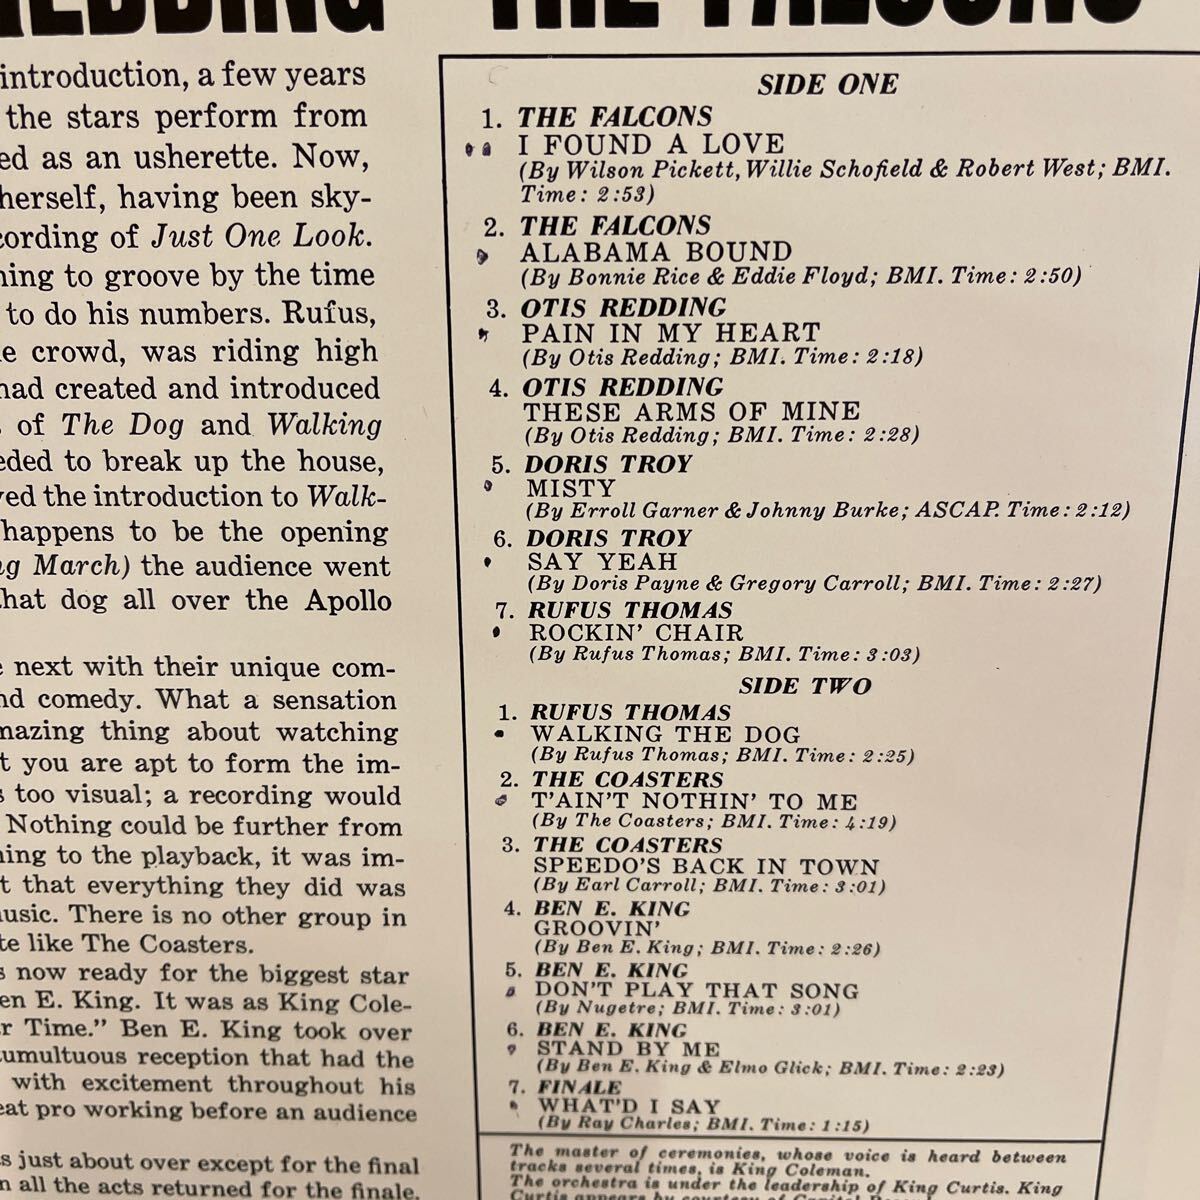 REDDING THE FALCONS
introduction, a few years
the stars perform from
ed as an usherette. Now,
herself, having been sky-
cording of Just One Look.
ning to groove by the time
to do his numbers. Rufus,
e crowd, was riding high
had created and introduced
of The Dog and Walking
eded to break up the house,
yed the introduction to Walk-
happens to be the opening
ng March) the audience went
that dog all over the Apollo
e next with their unique com-
nd comedy. What a sensation
mazing thing about watching
t you are apt to form the im-
s too visual; a recording would
Nothing could be further from
ning to the playback, it was im-
t that everything they did was
music. There is no other group in
te like The Coasters.
s now ready for the biggest star
en E. King. It was as King Cole-
r Time.” Ben E. King took over
tumultuous reception that had the
with excitement throughout his
eat pro working before an audience
s just about over except for the final
n all the acts returned for the finale.
SIDE ONE
1. THE FALCONS
I FOUND A LOVE
(By Wilson Pickett, Willie Schofield & Robert West; BMI.
Time: 2:53)
2. THE FALCONS
ALABAMA BOUND
(By Bonnie Rice & Eddie Floyd; BMI. Time: 2:50)
3. OTIS REDDING
PAIN IN MY HEART
(By Otis Redding; BMI. Time: 2:18)
4. OTIS REDDING
THESE ARMS OF MINE
(By Otis Redding; BMI. Time: 2:28)
5. DORIS TROY
MISTY
(By Erroll Garner & Johnny Burke; ASCAP. Time: 2:12)
6. DORIS TROY
SAY YEAH
(By Doris Payne & Gregory Carroll; BMI. Time: 2:27)
7. RUFUS THOMAS
ROCKIN’ CHAIR
(By Rufus Thomas; BMI. Time: 3:03)
SIDE TWO
1. RUFUS THOMAS
WALKING THE DOG
(By Rufus Thomas; BMI. Time: 2:25)
2. THE COASTERS
T’AIN’T NOTHIN’ TO ME
(By The Coasters; BMI. Time: 4:19)
3. THE COASTERS
SPEEDO’S BACK IN TOWN
(By Earl Carroll; BMI. Time: 3:01)
4. BEN E. KING
GROOVIN’
(By Ben E. King; BMI. Time: 2:26)
5. BEN E. KING
DON’T PLAY THAT SONG
(By Nugetre; BMI. Time: 3:01)
6. BEN E. KING
STAND BY ME
(By Ben E. King & Elmo Glick; BMI. Time: 2:23)
7. FINALE
WHAT’D I SAY
(By Ray Charles; BMI. Time: 1:15)
The master of ceremonies, whose voice is heard between
tracks several times, is King Coleman.
The orchestra is under the leadership of King Curtis. King
Curtis appears by courtesy of Capitol